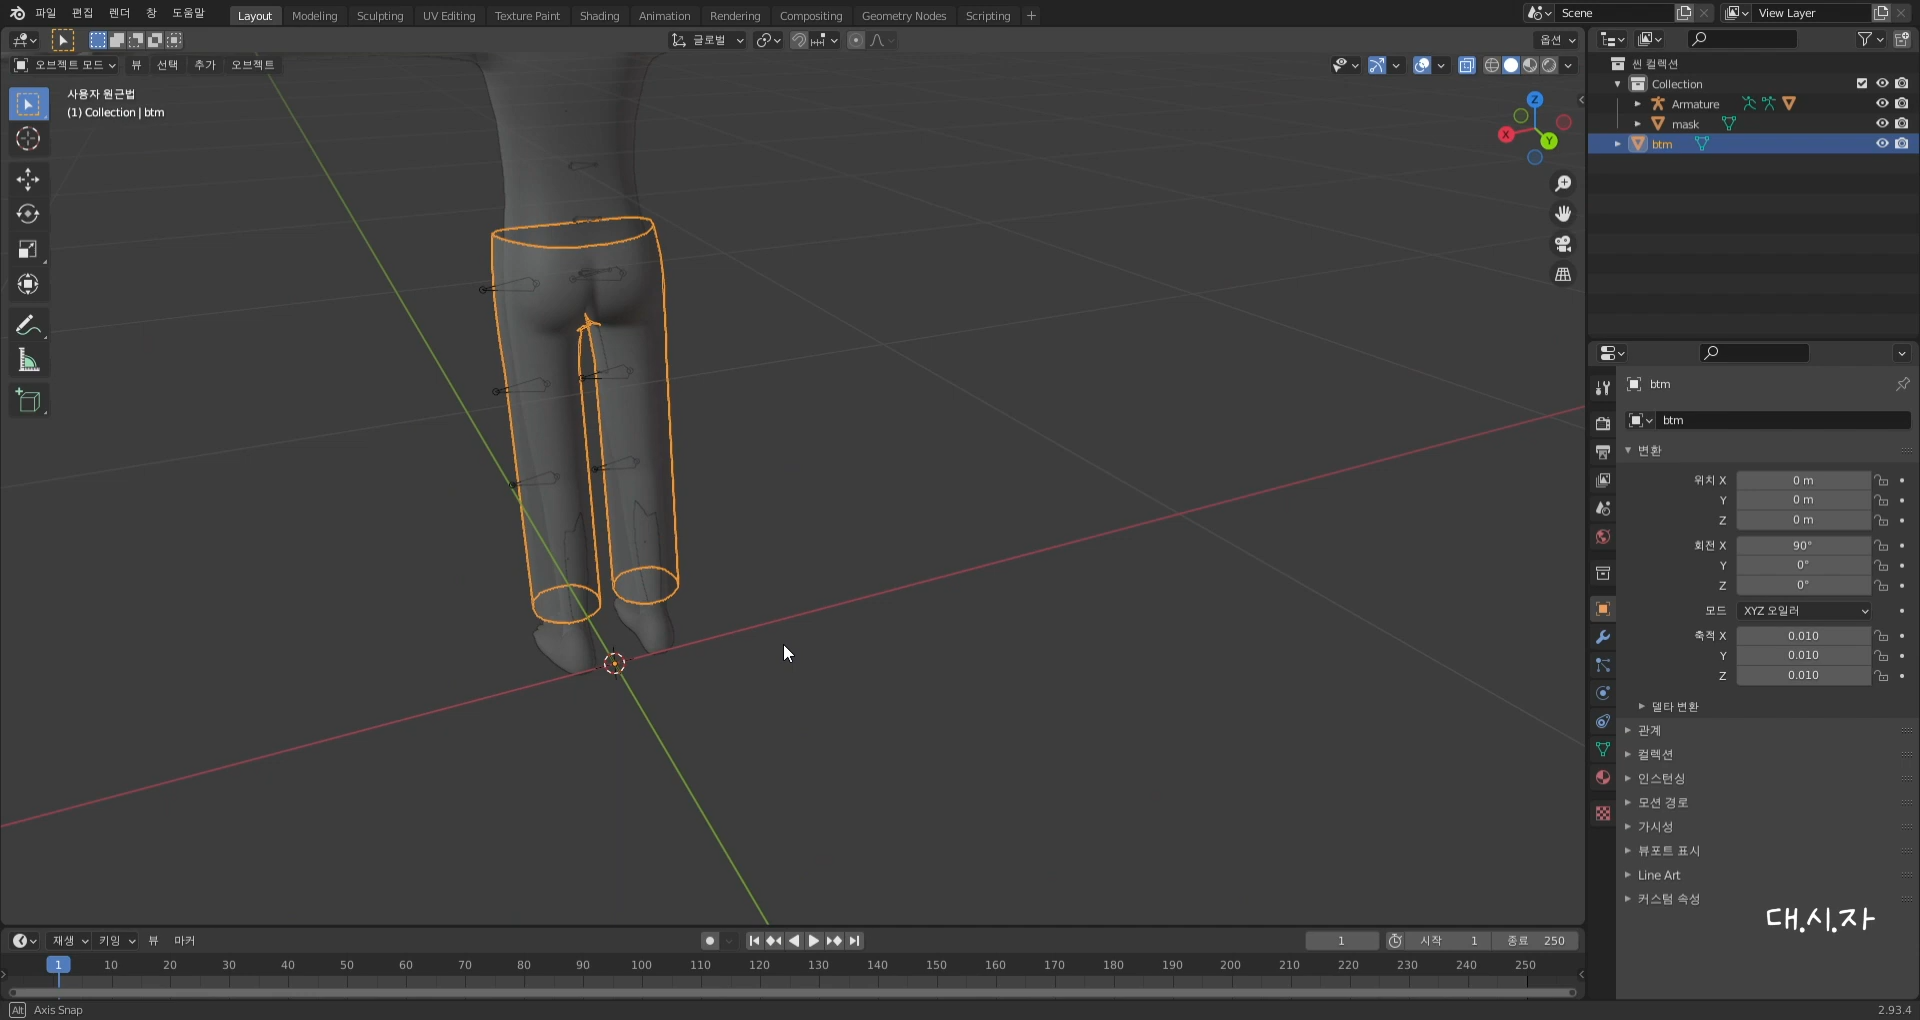 파일 편집 렌더 창 도움말 Layout Modeling Sculpting UV Editing Texture Paint Shading Animation Rendering Compositing Geometry Nodes Scripting + Scene View Layer
글로벌 옵션
오브젝트 모드 뷰 선택 추가 오브젝트
사용자 원근법
(1) Collection | btm
Z
X
Y
씬 컬렉션
Collection
Armature
mask
btm
btm
btm
변환
위치 X 0 m
Y 0 m
Z 0 m
회전 X 90°
Y 0°
Z 0°
모드 XYZ 오일러
축적 X 0.010
Y 0.010
Z 0.010
델타 변환
관계
컬렉션
인스턴싱
모션 경로
가시성
뷰포트 표시
Line Art
커스텀 속성
대.시.자
재생 키잉 뷰 마커 1 시작 1 종료 250
1 10 20 30 40 50 60 70 80 90 100 110 120 130 140 150 160 170 180 190 200 210 220 230 240 250
Alt Axis Snap 2.93.4